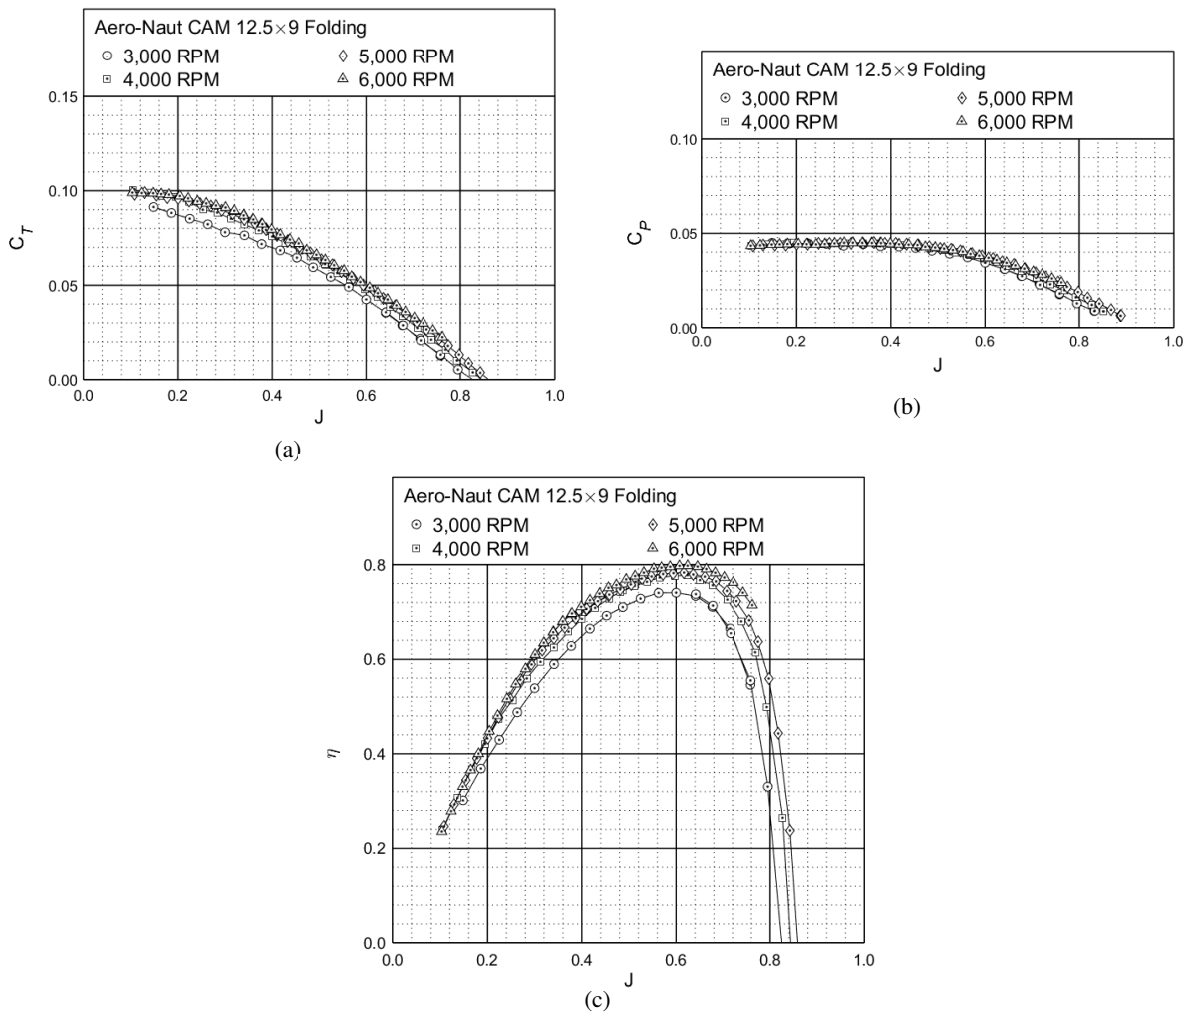 Aero-Naut CAM 12.5×9 Folding
3,000 RPM 5,000 RPM
4,000 RPM 6,000 RPM
0.15
0.10
0.05
0.00
C_T
0.0 0.2 0.4 0.6 0.8 1.0
J
(a)
Aero-Naut CAM 12.5×9 Folding
3,000 RPM 5,000 RPM
4,000 RPM 6,000 RPM
0.10
0.05
0.00
C_P
0.0 0.2 0.4 0.6 0.8 1.0
J
(b)
Aero-Naut CAM 12.5×9 Folding
3,000 RPM 5,000 RPM
4,000 RPM 6,000 RPM
0.8
0.6
0.4
0.2
0.0
η
0.0 0.2 0.4 0.6 0.8 1.0
J
(c)